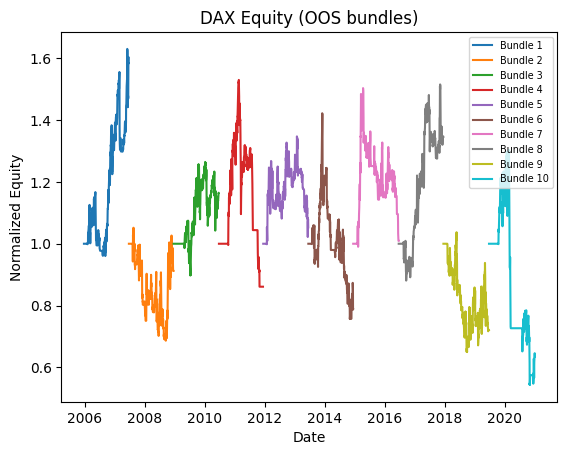 DAX Equity (OOS bundles)
Normalized Equity
1.6
1.4
1.2
1.0
0.8
0.6
Bundle 1
Bundle 2
Bundle 3
Bundle 4
Bundle 5
Bundle 6
Bundle 7
Bundle 8
Bundle 9
Bundle 10
2006 2008 2010 2012 2014 2016 2018 2020
Date